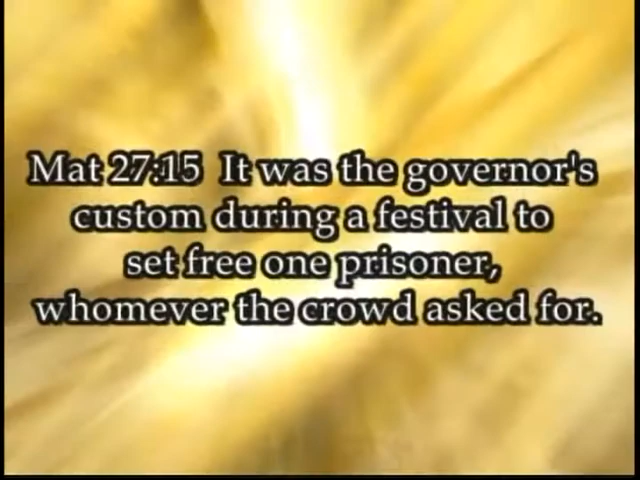 Mat 27:15 It was the governor's
custom during a festival to
set free one prisoner,
whomever the crowd asked for.